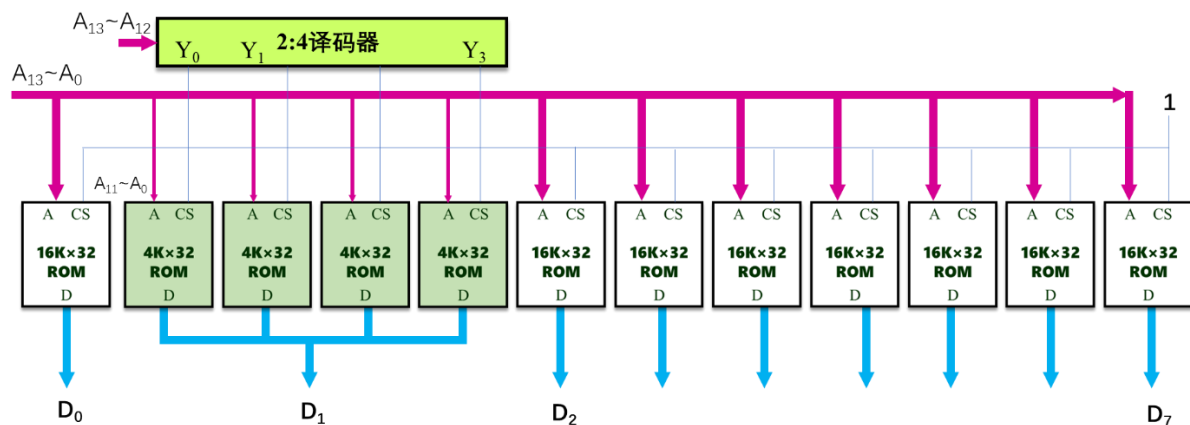 A₁₃~A₁₂
2:4译码器
Y₀ Y₁ Y₃
A₁₃~A₀
1
A₁₁~A₀
A CS A CS A CS A CS A CS A CS A CS A CS A CS A CS A CS A CS
16K×32 4K×32 4K×32 4K×32 4K×32 16K×32 16K×32 16K×32 16K×32 16K×32 16K×32 16K×32
ROM ROM ROM ROM ROM ROM ROM ROM ROM ROM ROM ROM
D D D D D D D D D D D D
D₀ D₁ D₂ D₇